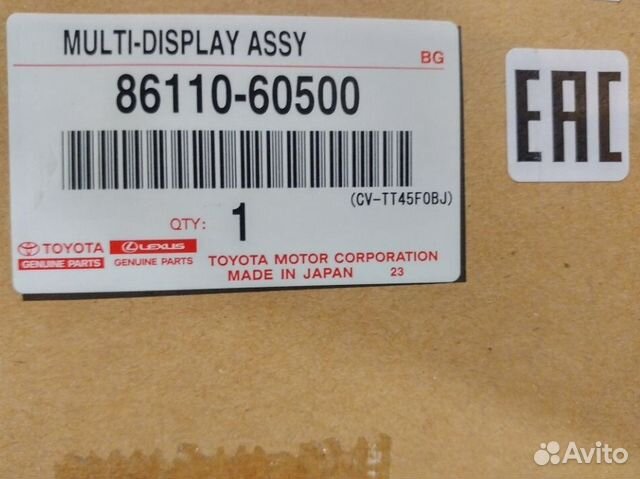 MULTI-DISPLAY ASSY
BG
86110-60500
EAC
(CV-TT45F0BJ)
QTY: 1
TOYOTA
GENUINE PARTS
LEXUS
GENUINE PARTS
TOYOTA MOTOR CORPORATION
MADE IN JAPAN 23
Avito